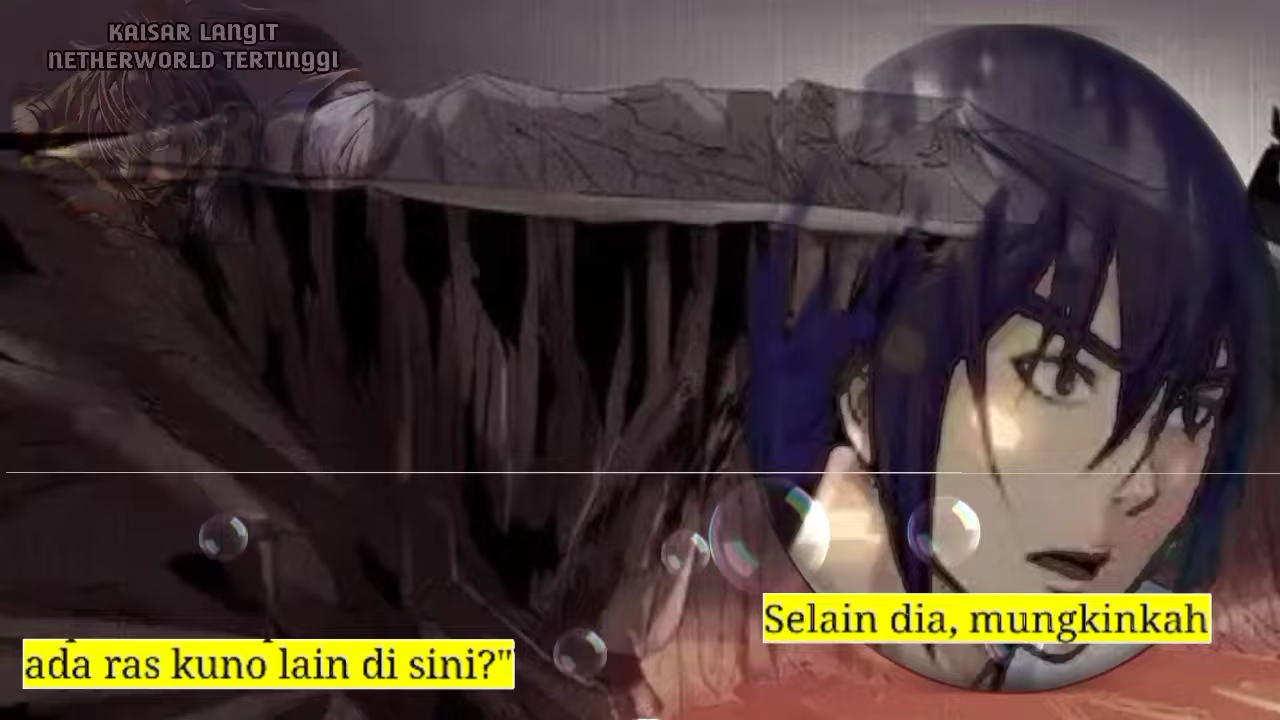 KAISAR LANGIT
NETHERWORLD TERTINGGI
Selain dia, mungkinkah
ada ras kuno lain di sini?"